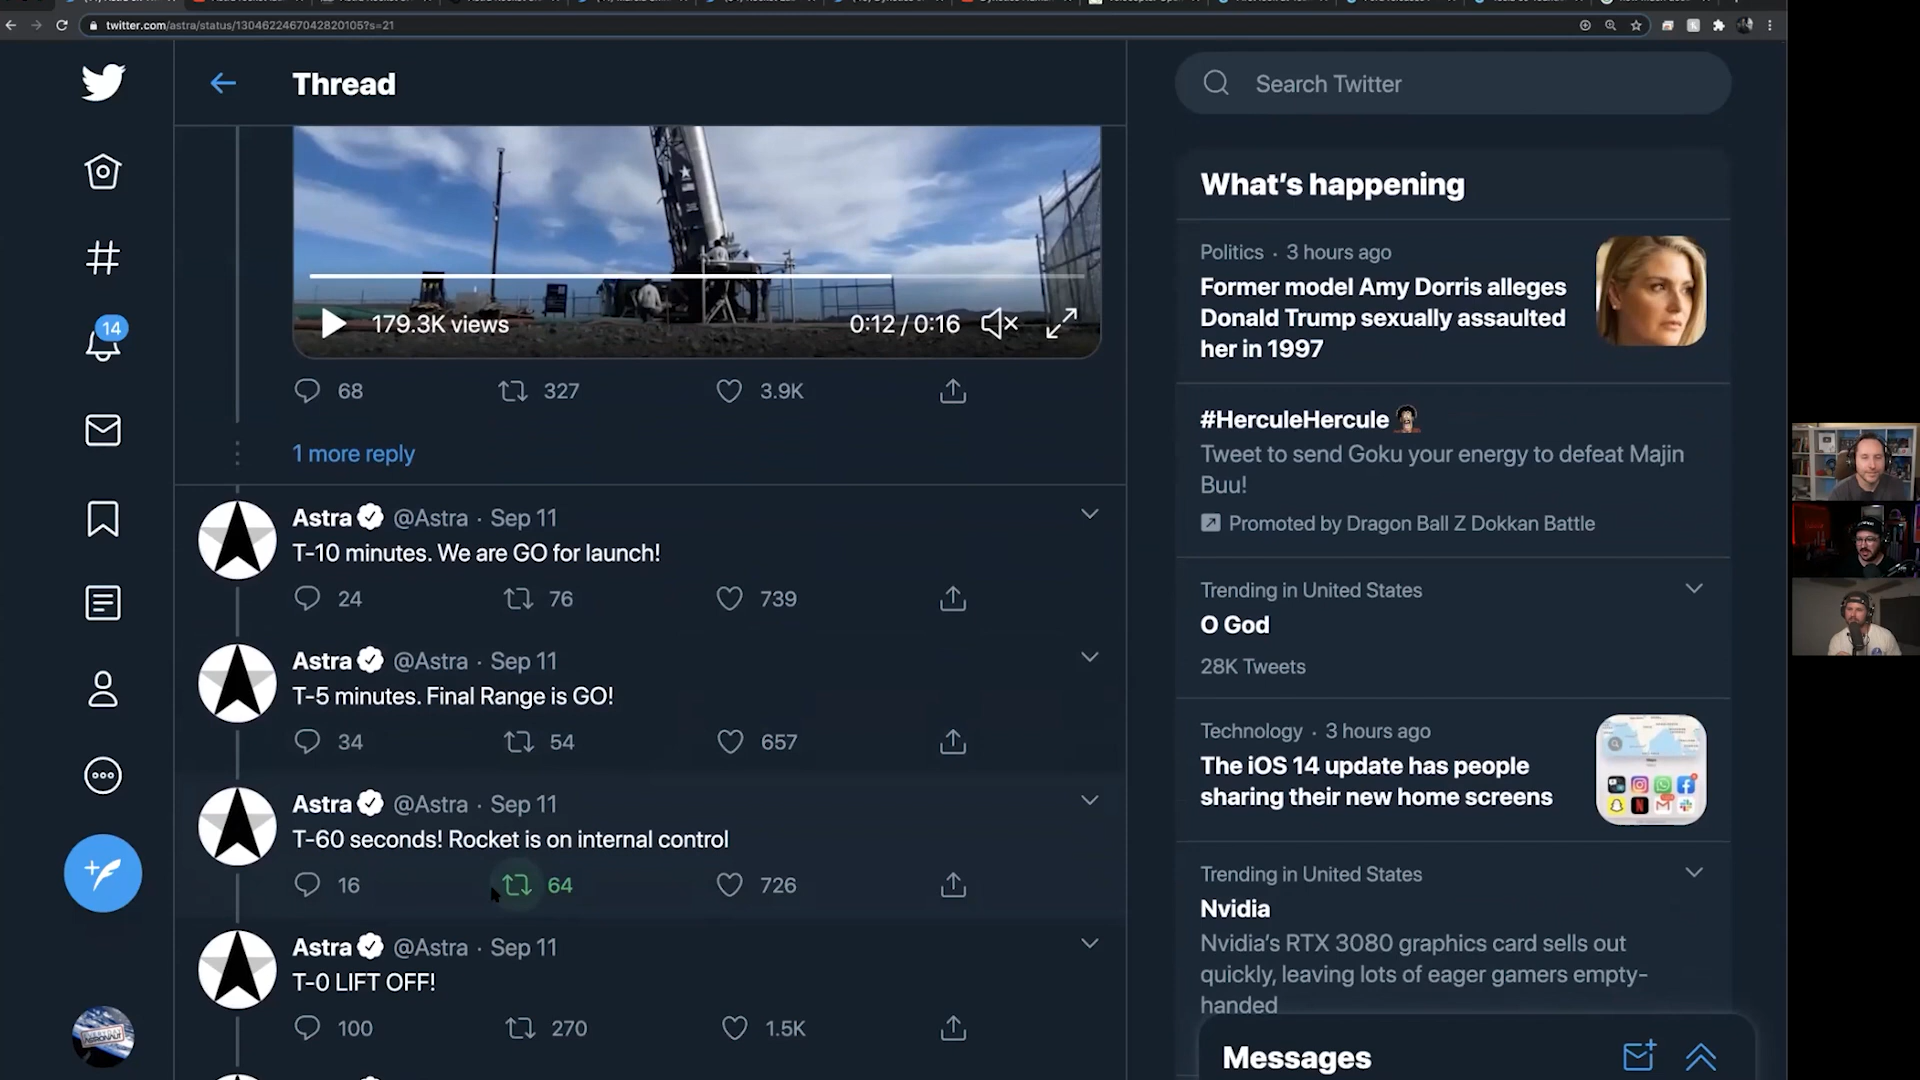 twitter.com/astra/status/1304622467042820105?s=21
Thread
Search Twitter
179.3K views
0:12 / 0:16
68 327 3.9K
1 more reply
Astra @Astra · Sep 11
T-10 minutes. We are GO for launch!
24 76 739
Astra @Astra · Sep 11
T-5 minutes. Final Range is GO!
34 54 657
Astra @Astra · Sep 11
T-60 seconds! Rocket is on internal control
16 64 726
Astra @Astra · Sep 11
T-0 LIFT OFF!
100 270 1.5K
14
What's happening
Politics · 3 hours ago
Former model Amy Dorris alleges
Donald Trump sexually assaulted
her in 1997
#HerculeHercule
Tweet to send Goku your energy to defeat Majin
Buu!
Promoted by Dragon Ball Z Dokkan Battle
Trending in United States
O God
28K Tweets
Technology · 3 hours ago
The iOS 14 update has people
sharing their new home screens
Trending in United States
Nvidia
Nvidia's RTX 3080 graphics card sells out
quickly, leaving lots of eager gamers empty-
handed
Messages